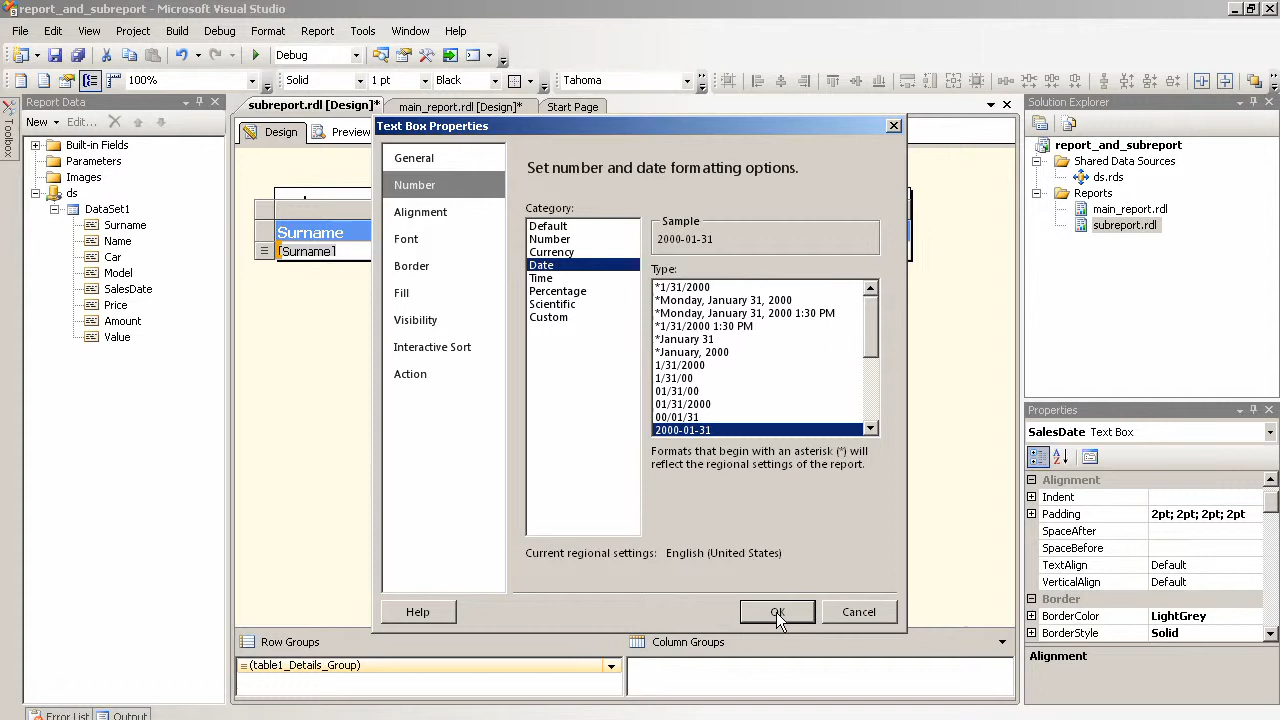 report_and_subreport - Microsoft Visual Studio
File Edit View Project Build Debug Format Report Tools Window Help
Debug
100% Solid 1 pt Black Tahoma
Toolbox
Report Data
New Edit...
Built-in Fields
Parameters
Images
ds
DataSet1
Surname
Name
Car
Model
SalesDate
Price
Amount
Value
subreport.rdl [Design]* main_report.rdl [Design]* Start Page
Design Preview
Surname
[Surname]
Text Box Properties
General
Number
Alignment
Font
Border
Fill
Visibility
Interactive Sort
Action
Set number and date formatting options.
Category:
Default
Number
Currency
Date
Time
Percentage
Scientific
Custom
Sample
2000-01-31
Type:
*1/31/2000
*Monday, January 31, 2000
*Monday, January 31, 2000 1:30 PM
*1/31/2000 1:30 PM
*January 31
*January, 2000
1/31/2000
1/31/00
01/31/00
01/31/2000
00/01/31
2000-01-31
Formats that begin with an asterisk (*) will
reflect the regional settings of the report.
Current regional settings: English (United States)
Help OK Cancel
Row Groups
(table1_Details_Group)
Column Groups
Solution Explorer
report_and_subreport
Shared Data Sources
ds.rds
Reports
main_report.rdl
subreport.rdl
Properties
SalesDate Text Box
Alignment
Indent
Padding 2pt; 2pt; 2pt; 2pt
SpaceAfter
SpaceBefore
TextAlign Default
VerticalAlign Default
Border
BorderColor LightGrey
BorderStyle Solid
Alignment
Error List Output